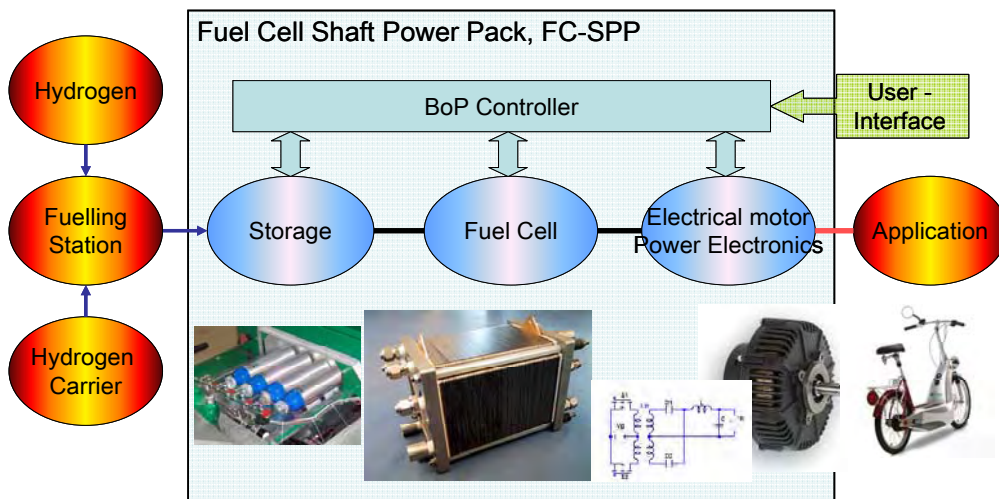 Fuel Cell Shaft Power Pack, FC-SPP
Hydrogen
BoP Controller
User -
Interface
Fuelling
Station
Storage
Fuel Cell
Electrical motor
Power Electronics
Application
Hydrogen
Carrier